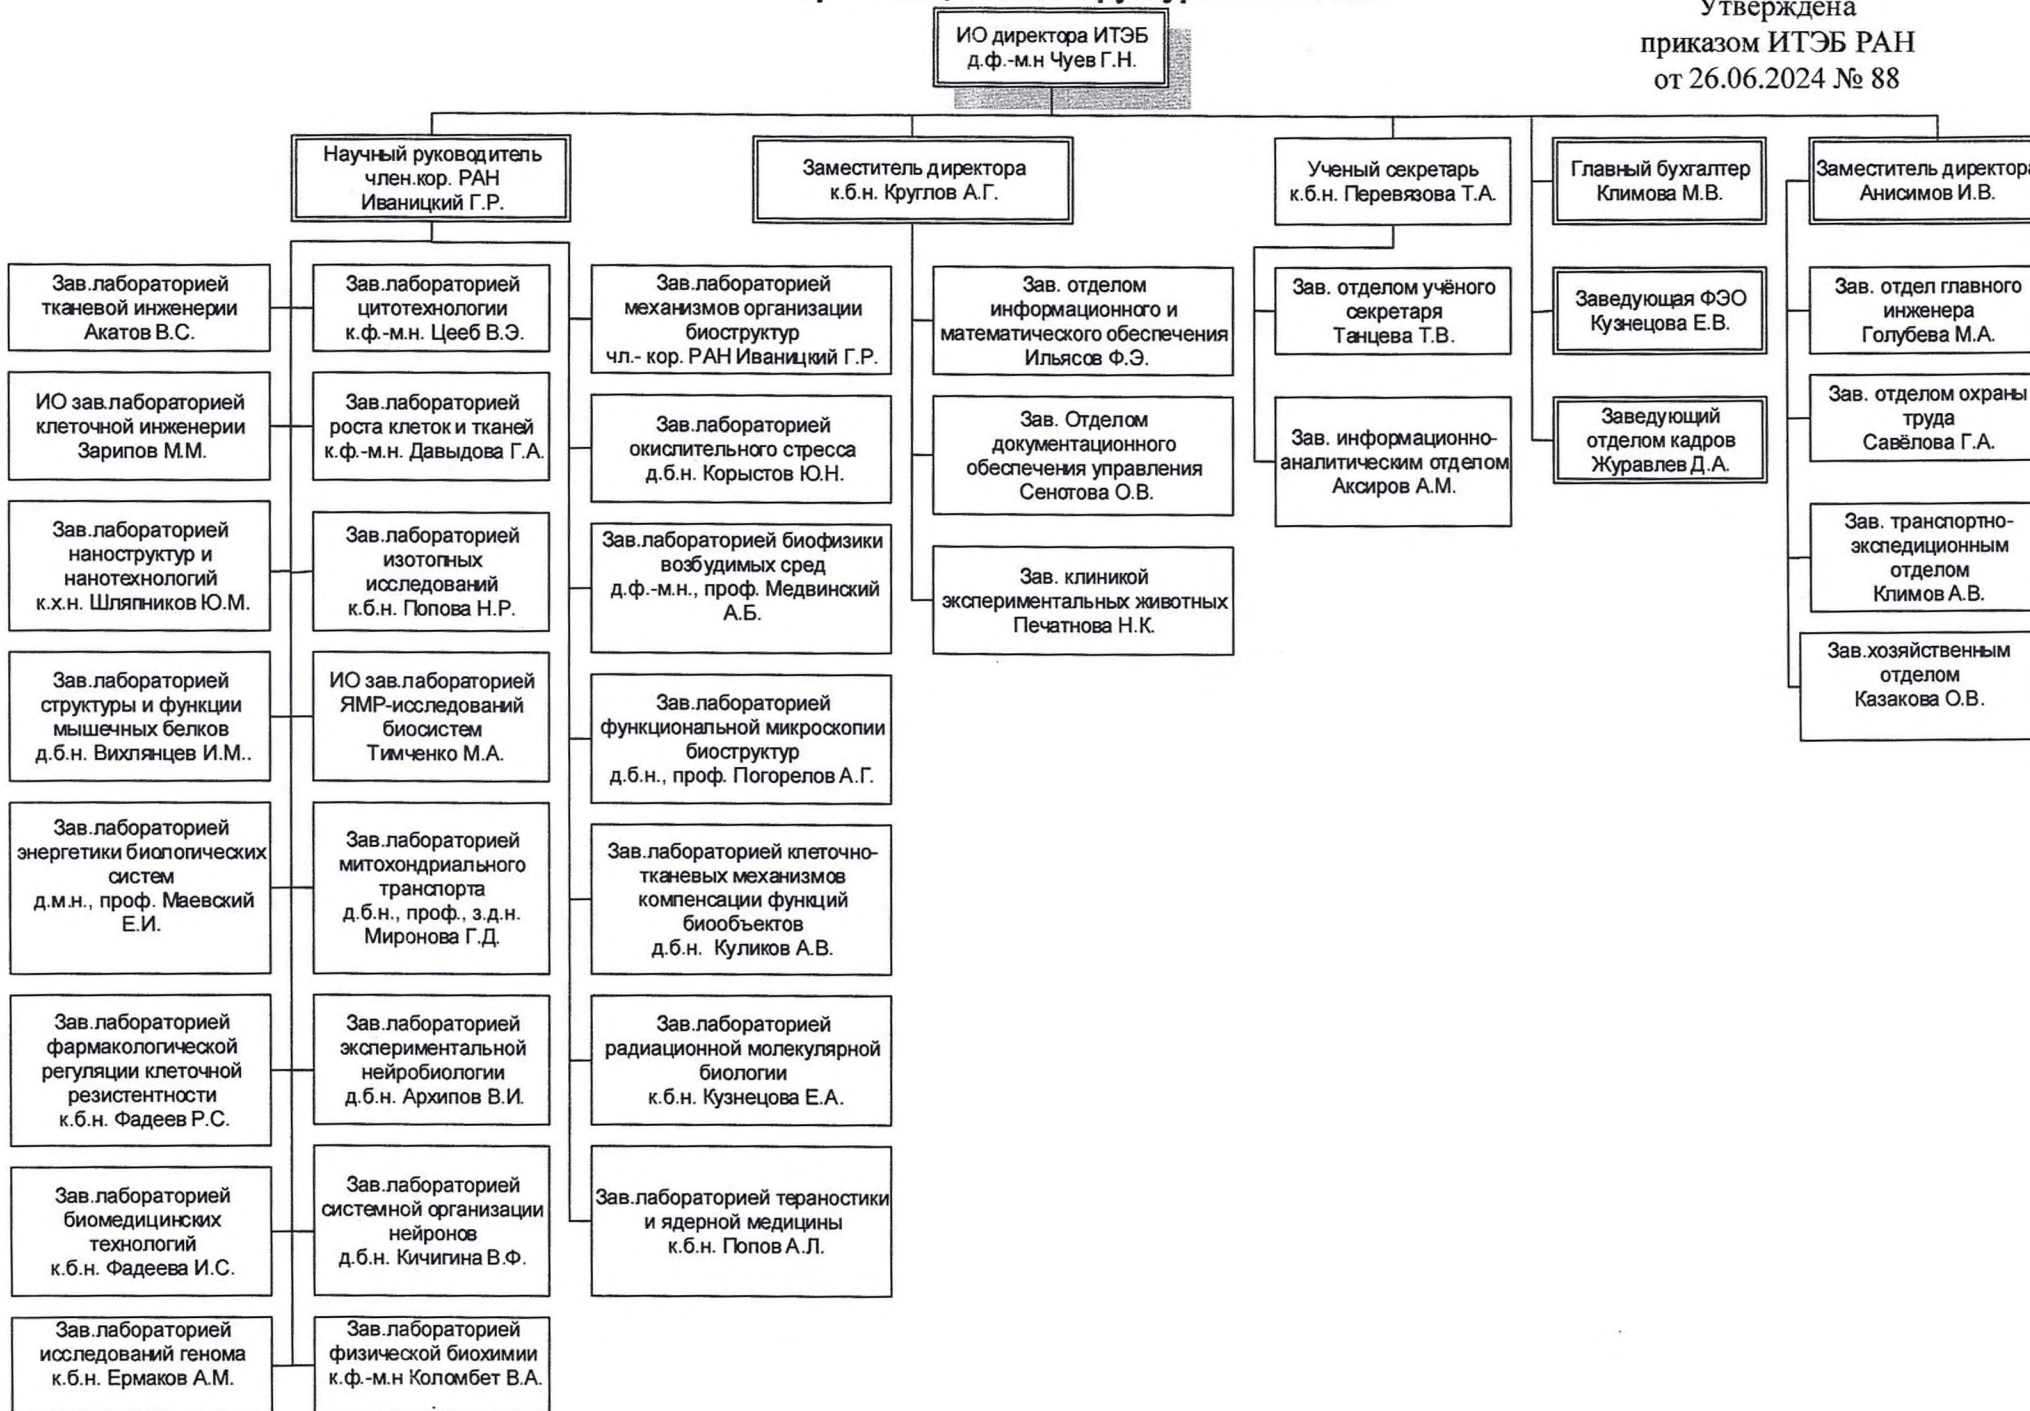 Утверждена
приказом ИТЭБ РАН
от 26.06.2024 № 88
ИО директора ИТЭБ
д.ф.-м.н Чуев Г.Н.
Научный руководитель
член.кор. РАН
Иваницкий Г.Р.
Заместитель директора
к.б.н. Круглов А.Г.
Ученый секретарь
к.б.н. Перевязова Т.А.
Главный бухгалтер
Климова М.В.
Заместитель директора
Анисимов И.В.
Зав.лабораторией
тканевой инженерии
Акатов В.С.
ИО зав.лабораторией
клеточной инженерии
Зарипов М.М.
Зав.лабораторией
наноструктур и
нанотехнологий
к.х.н. Шляпников Ю.М.
Зав.лабораторией
структуры и функции
мышечных белков
д.б.н. Вихлянцев И.М..
Зав.лабораторией
энергетики биологических
систем
д.м.н., проф. Маевский
Е.И.
Зав.лабораторией
фармакологической
регуляции клеточной
резистентности
к.б.н. Фадеев Р.С.
Зав.лабораторией
биомедицинских
технологий
к.б.н. Фадеева И.С.
Зав.лабораторией
исследований генома
к.б.н. Ермаков А.М.
Зав.лабораторией
цитотехнологии
к.ф-м.н. Цееб В.Э.
Зав.лабораторией
роста клеток и тканей
к.ф.-м.н. Давыдова Г.А.
Зав.лабораторией
изотопных
исследований
к.б.н. Попова Н.Р.
ИО зав.лабораторией
ЯМР-исследований
биосистем
Тимченко М.А.
Зав.лабораторией
митохондриального
транспорта
д.б.н., проф., з.д.н.
Миронова Г.Д.
Зав.лабораторией
экспериментальной
нейробиологии
д.б.н. Архипов В.И.
Зав.лабораторией
системной организации
нейронов
д.б.н. Кичигина В.Ф.
Зав.лабораторией
физической биохимии
к.ф.-м.н Коломбет В.А.
Зав.лабораторией
механизмов организации
биоструктур
чл.- кор. РАН Иваницкий Г.Р.
Зав.лабораторией
окислительного стресса
д.б.н. Корыстов Ю.Н.
Зав.лабораторией биофизики
возбудимых сред
д.ф.-м.н., проф. Медвинский
А.Б.
Зав.лабораторией
функциональной микроскопии
биоструктур
д.б.н., проф. Погорелов А.Г.
Зав.лабораторией клеточно-
тканевых механизмов
компенсации функций
биообъектов
д.б.н. Куликов А.В.
Зав.лабораторией
радиационной молекулярной
биологии
к.б.н. Кузнецова Е.А.
Зав.лабораторией тераностики
и ядерной медицины
к.б.н. Попов А.Л.
Зав. отделом
информационного и
математического обеспечения
Ильясов Ф.Э.
Зав. Отделом
документационного
обеспечения управления
Сенотова О.В.
Зав. клиникой
экспериментальных животных
Печатнова Н.К.
Зав. отделом учёного
секретаря
Танцева Т.В.
Зав. информационно-
аналитическим отделом
Аксиров А.М.
Заведующая ФЭО
Кузнецова Е.В.
Заведующий
отделом кадров
Журавлев Д.А.
Зав. отдел главного
инженера
Голубева М.А.
Зав. отделом охраны
труда
Савёлова Г.А.
Зав. транспортно-
экспедиционным
отделом
Климов А.В.
Зав.хозяйственным
отделом
Казакова О.В.